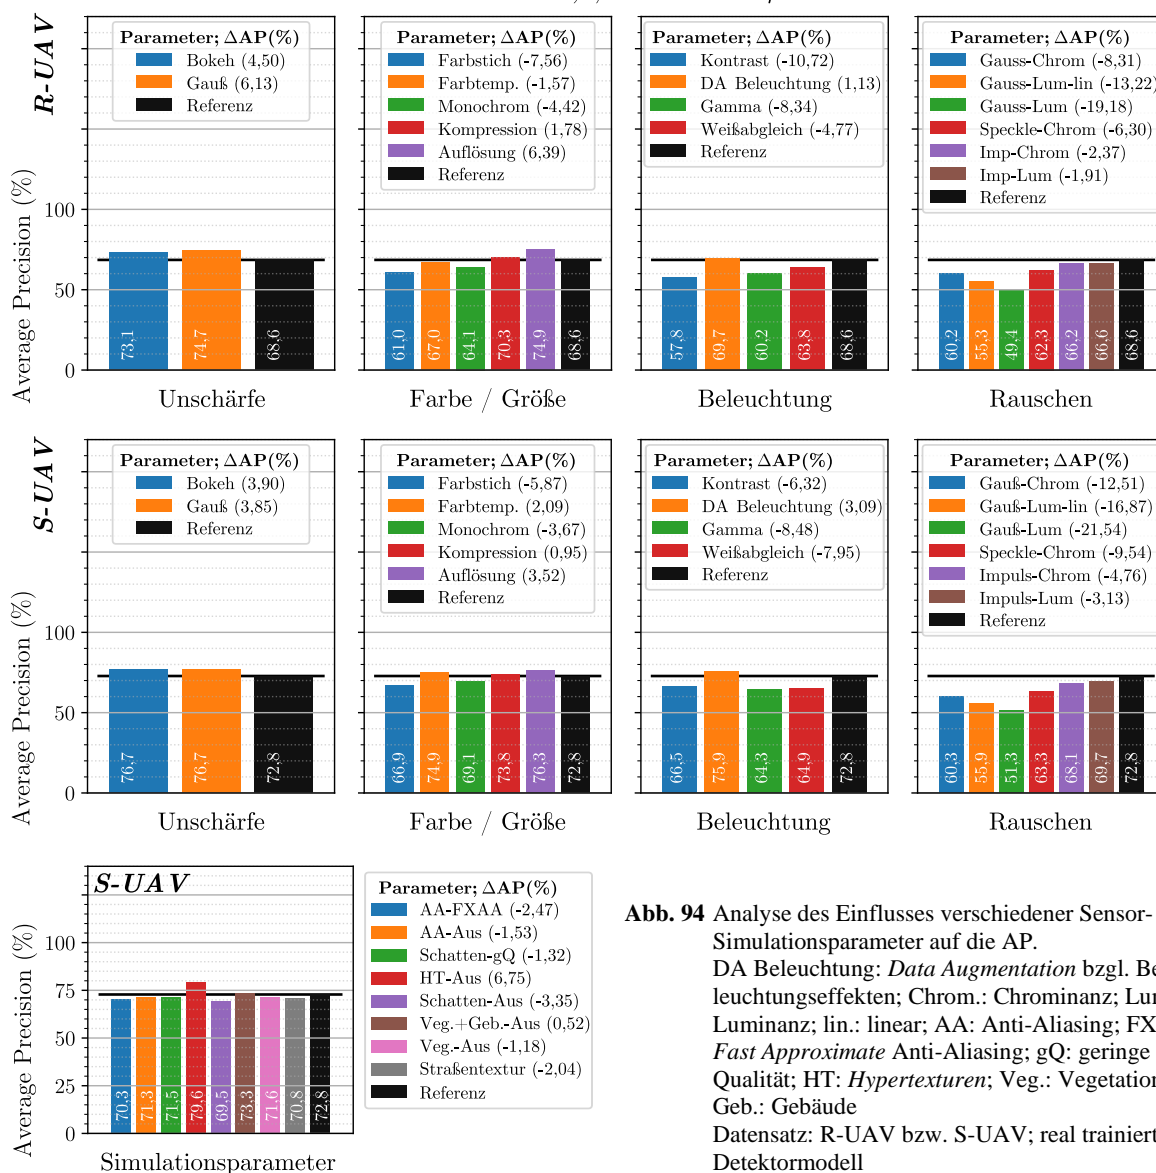 R-UAV
Average Precision (%)
100
50
0
Parameter; ΔAP(%)
Bokeh (4,50)
Gauß (6,13)
Referenz
73,1
74,7
68,6
Unschärfe
Parameter; ΔAP(%)
Farbstich (-7,56)
Farbtemp. (-1,57)
Monochrom (-4,42)
Kompression (1,78)
Auflösung (6,39)
Referenz
61,0
67,0
64,1
70,3
74,9
68,6
Farbe / Größe
Parameter; ΔAP(%)
Kontrast (-10,72)
DA Beleuchtung (1,13)
Gamma (-8,34)
Weißabgleich (-4,77)
Referenz
57,8
69,7
60,2
63,8
68,6
Beleuchtung
Parameter; ΔAP(%)
Gauss-Chrom (-8,31)
Gauss-Lum-lin (-13,22)
Gauss-Lum (-19,18)
Speckle-Chrom (-6,30)
Imp-Chrom (-2,37)
Imp-Lum (-1,91)
Referenz
60,2
55,3
49,4
62,3
66,2
66,6
68,6
Rauschen
S-UAV
Average Precision (%)
100
50
0
Parameter; ΔAP(%)
Bokeh (3,90)
Gauß (3,85)
Referenz
76,7
76,7
72,8
Unschärfe
Parameter; ΔAP(%)
Farbstich (-5,87)
Farbtemp. (2,09)
Monochrom (-3,67)
Kompression (0,95)
Auflösung (3,52)
Referenz
66,9
74,9
69,1
73,8
76,3
72,8
Farbe / Größe
Parameter; ΔAP(%)
Kontrast (-6,32)
DA Beleuchtung (3,09)
Gamma (-8,48)
Weißabgleich (-7,95)
Referenz
66,5
75,9
64,3
64,9
72,8
Beleuchtung
Parameter; ΔAP(%)
Gauß-Chrom (-12,51)
Gauß-Lum-lin (-16,87)
Gauß-Lum (-21,54)
Speckle-Chrom (-9,54)
Impuls-Chrom (-4,76)
Impuls-Lum (-3,13)
Referenz
60,3
55,9
51,3
63,3
68,1
69,7
72,8
Rauschen
S-UAV
Average Precision (%)
100
75
50
25
0
70,3
71,3
71,5
79,6
69,5
73,3
71,6
70,8
72,8
Simulationsparameter
Parameter; ΔAP(%)
AA-FXAA (-2,47)
AA-Aus (-1,53)
Schatten-gQ (-1,32)
HT-Aus (6,75)
Schatten-Aus (-3,35)
Veg.+Geb.-Aus (0,52)
Veg.-Aus (-1,18)
Straßentextur (-2,04)
Referenz
Abb. 94 Analyse des Einflusses verschiedener Sensor-
Simulationsparameter auf die AP.
DA Beleuchtung: Data Augmentation bzgl. Be
leuchtungseffekten; Chrom.: Chrominanz; Lu
Luminanz; lin.: linear; AA: Anti-Aliasing; FX
Fast Approximate Anti-Aliasing; gQ: geringe
Qualität; HT: Hypertexturen; Veg.: Vegetation
Geb.: Gebäude
Datensatz: R-UAV bzw. S-UAV; real trainiert
Detektormodell